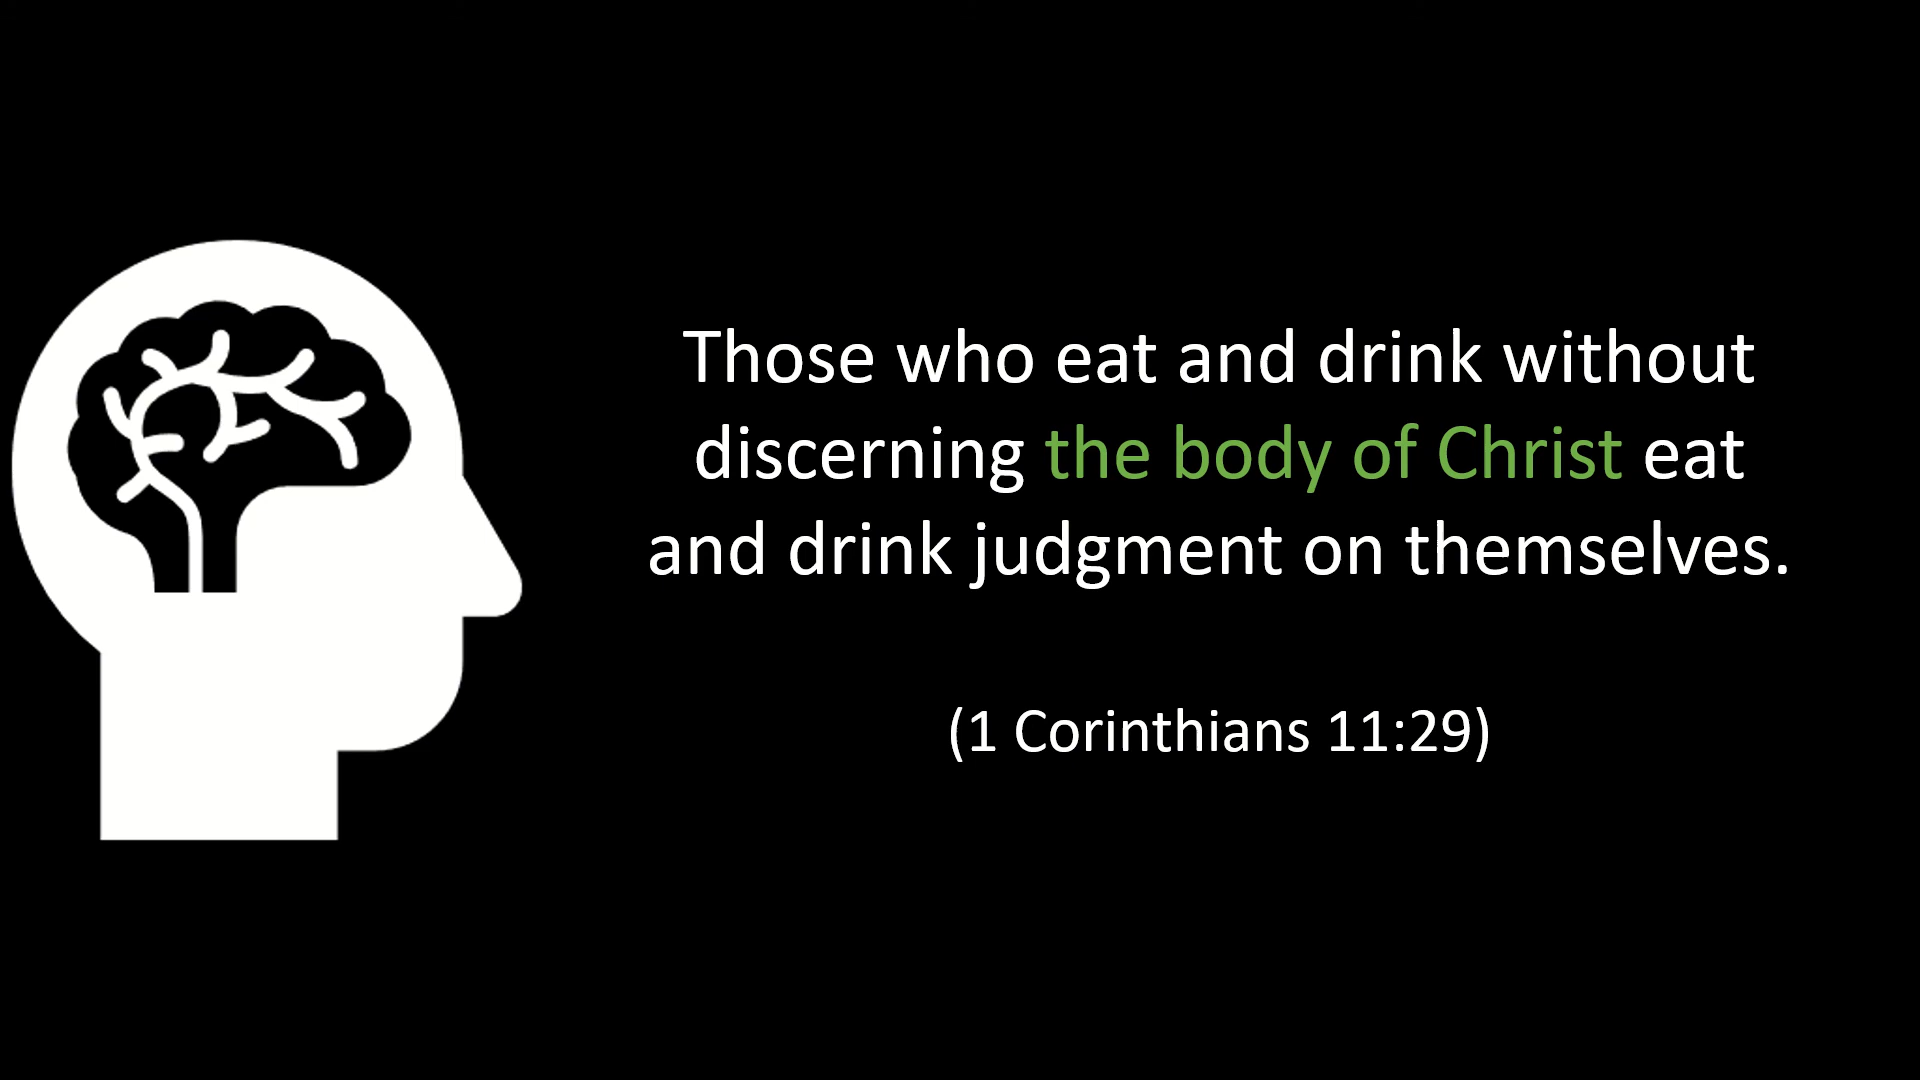 Those who eat and drink without
discerning the body of Christ eat
and drink judgment on themselves.
(1 Corinthians 11:29)